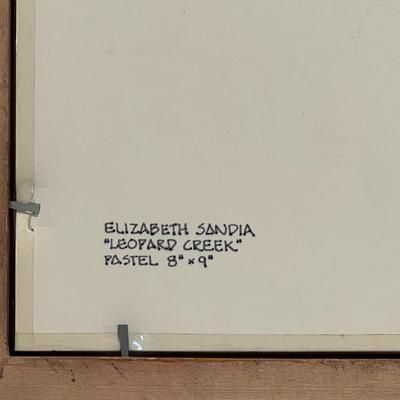 ELIZABETH SANDIA
"LEOPARD CREEK"
PASTEL 8" × 9"